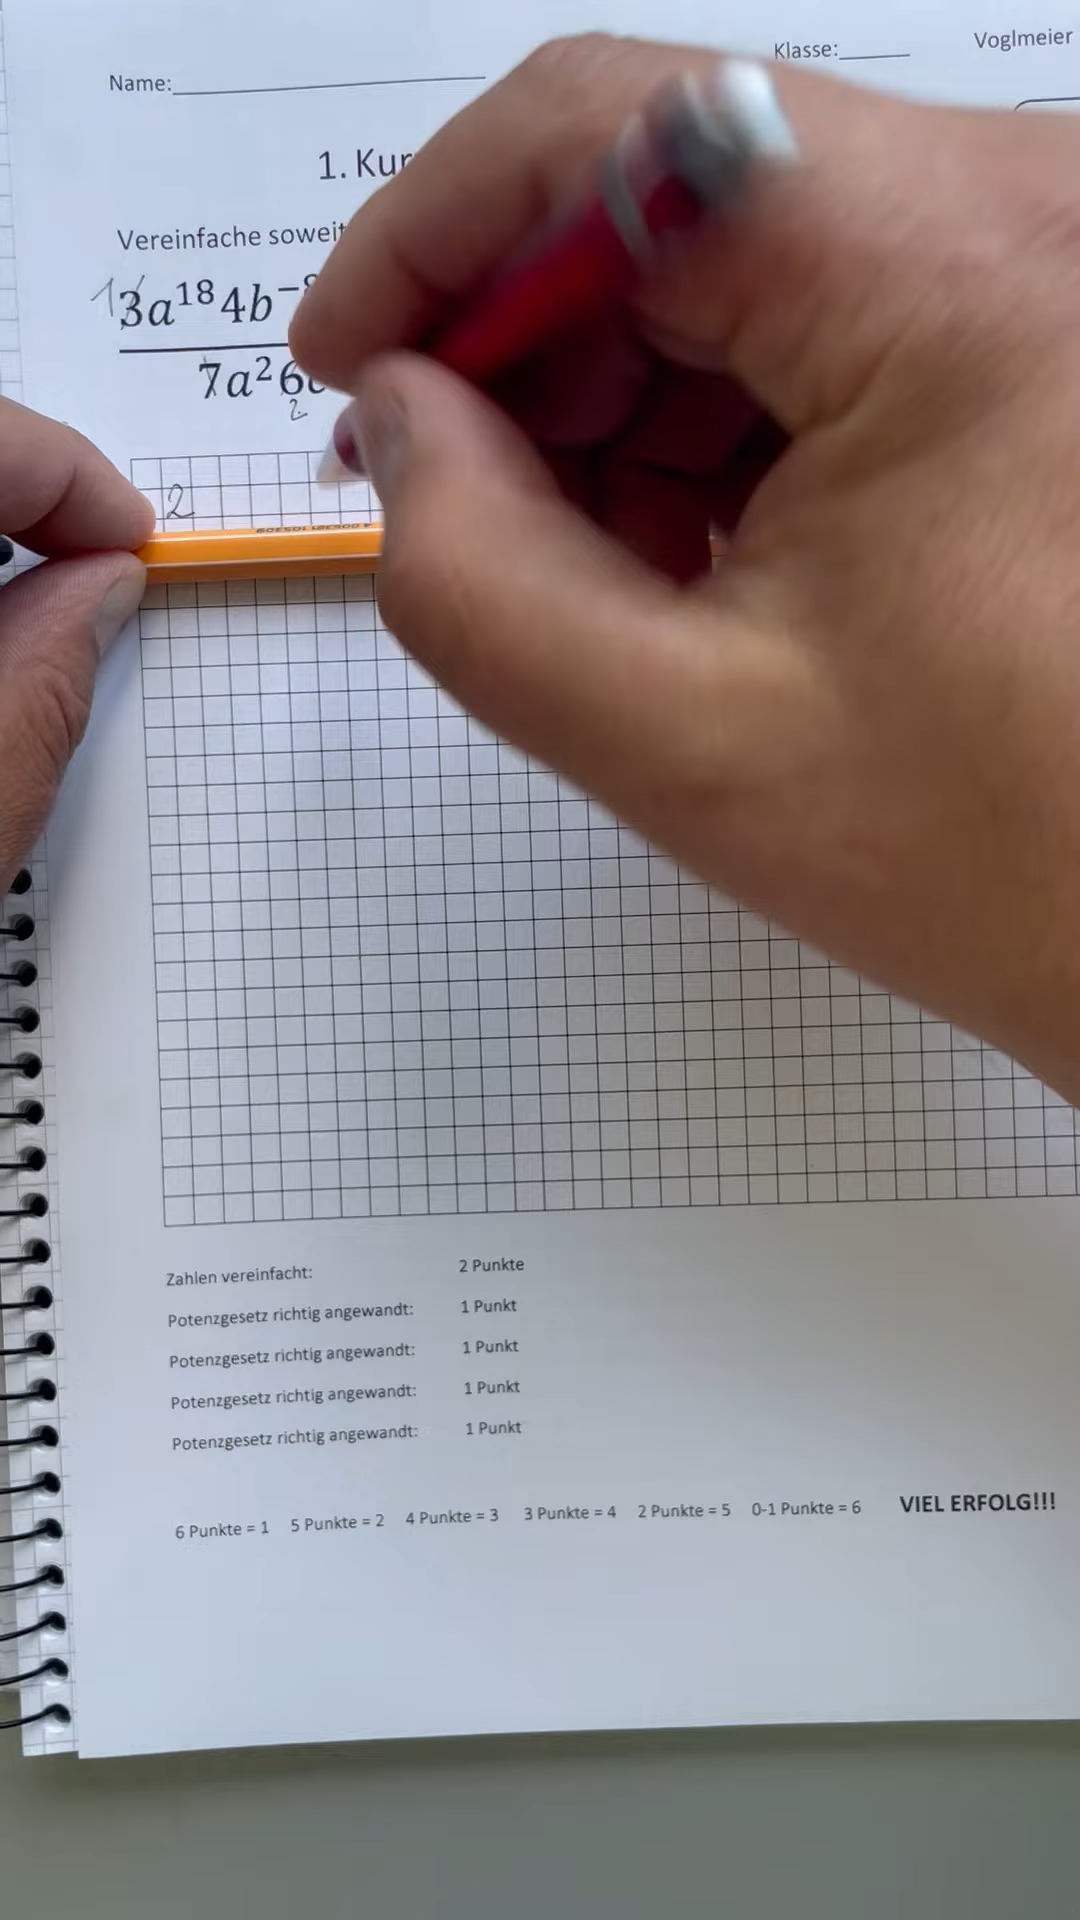 Name:
Klasse:
Voglmeier
1.
Vereinfache soweit
1 3a¹⁸4b⁻
7a²6
2
2
Zahlen vereinfacht: 2 Punkte
Potenzgesetz richtig angewandt: 1 Punkt
Potenzgesetz richtig angewandt: 1 Punkt
Potenzgesetz richtig angewandt: 1 Punkt
Potenzgesetz richtig angewandt: 1 Punkt
6 Punkte = 1 5 Punkte = 2 4 Punkte = 3 3 Punkte = 4 2 Punkte = 5 0-1 Punkte = 6 VIEL ERFOLG!!!